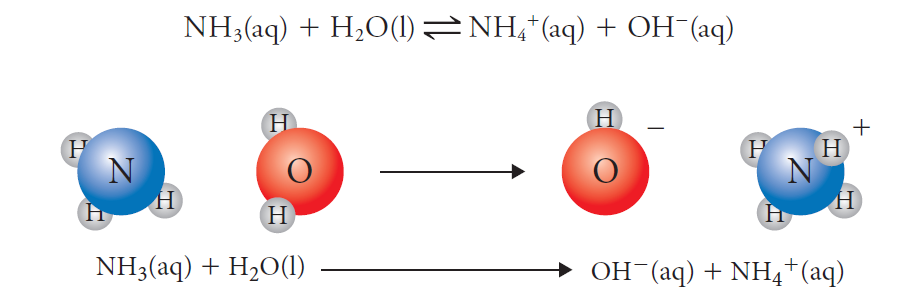 NH₃(aq) + H₂O(l) ⇌ NH₄⁺(aq) + OH⁻(aq)
H N H H
H O H
⟶
H O −
H N H H H +
NH₃(aq) + H₂O(l) ⟶ OH⁻(aq) + NH₄⁺(aq)